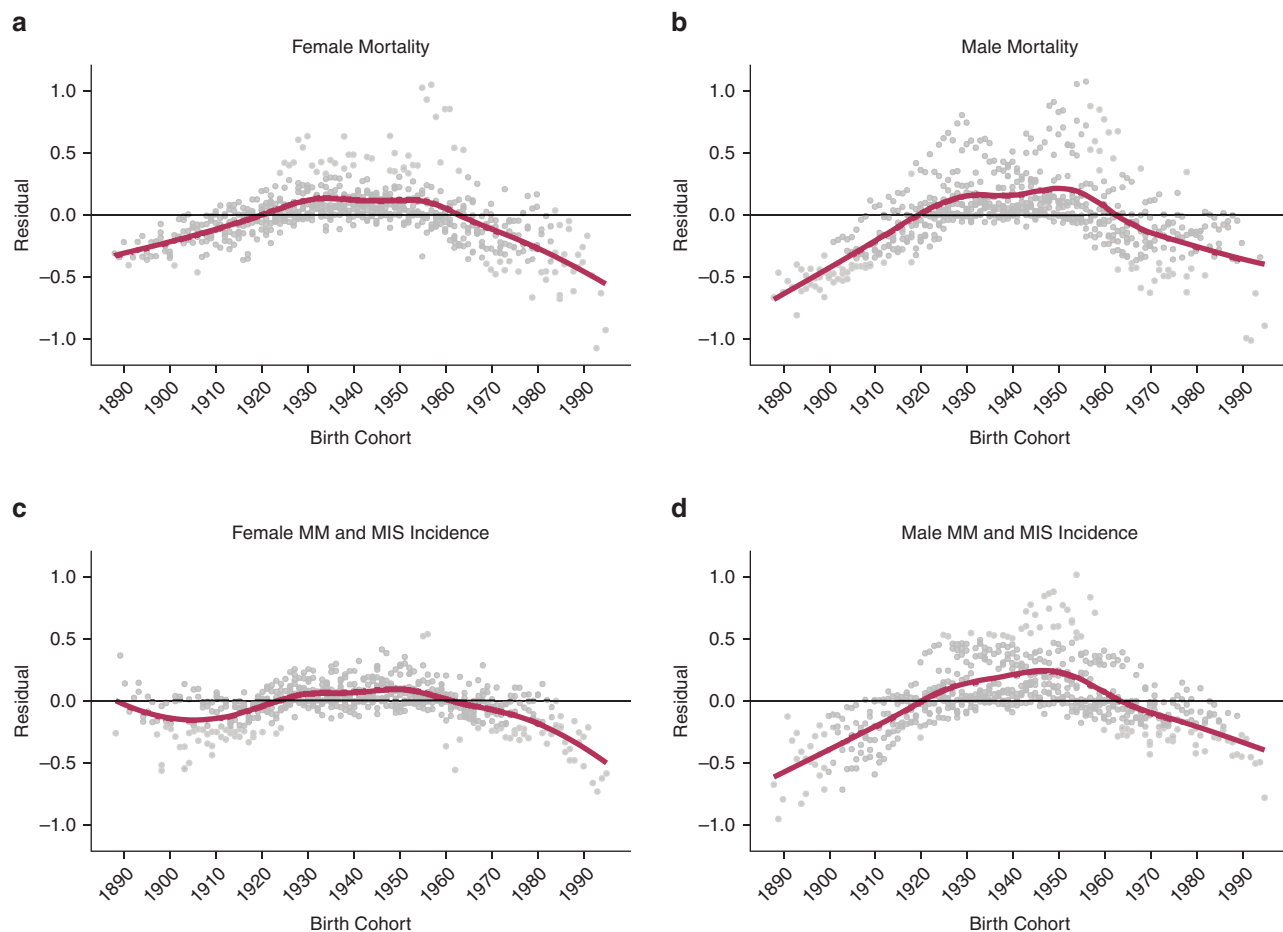 a
Female Mortality
1.0
0.5
0.0
–0.5
–1.0
Residual
1890 1900 1910 1920 1930 1940 1950 1960 1970 1980 1990
Birth Cohort
b
Male Mortality
1.0
0.5
0.0
–0.5
–1.0
Residual
1890 1900 1910 1920 1930 1940 1950 1960 1970 1980 1990
Birth Cohort
c
Female MM and MIS Incidence
1.0
0.5
0.0
–0.5
–1.0
Residual
1890 1900 1910 1920 1930 1940 1950 1960 1970 1980 1990
Birth Cohort
d
Male MM and MIS Incidence
1.0
0.5
0.0
–0.5
–1.0
Residual
1890 1900 1910 1920 1930 1940 1950 1960 1970 1980 1990
Birth Cohort